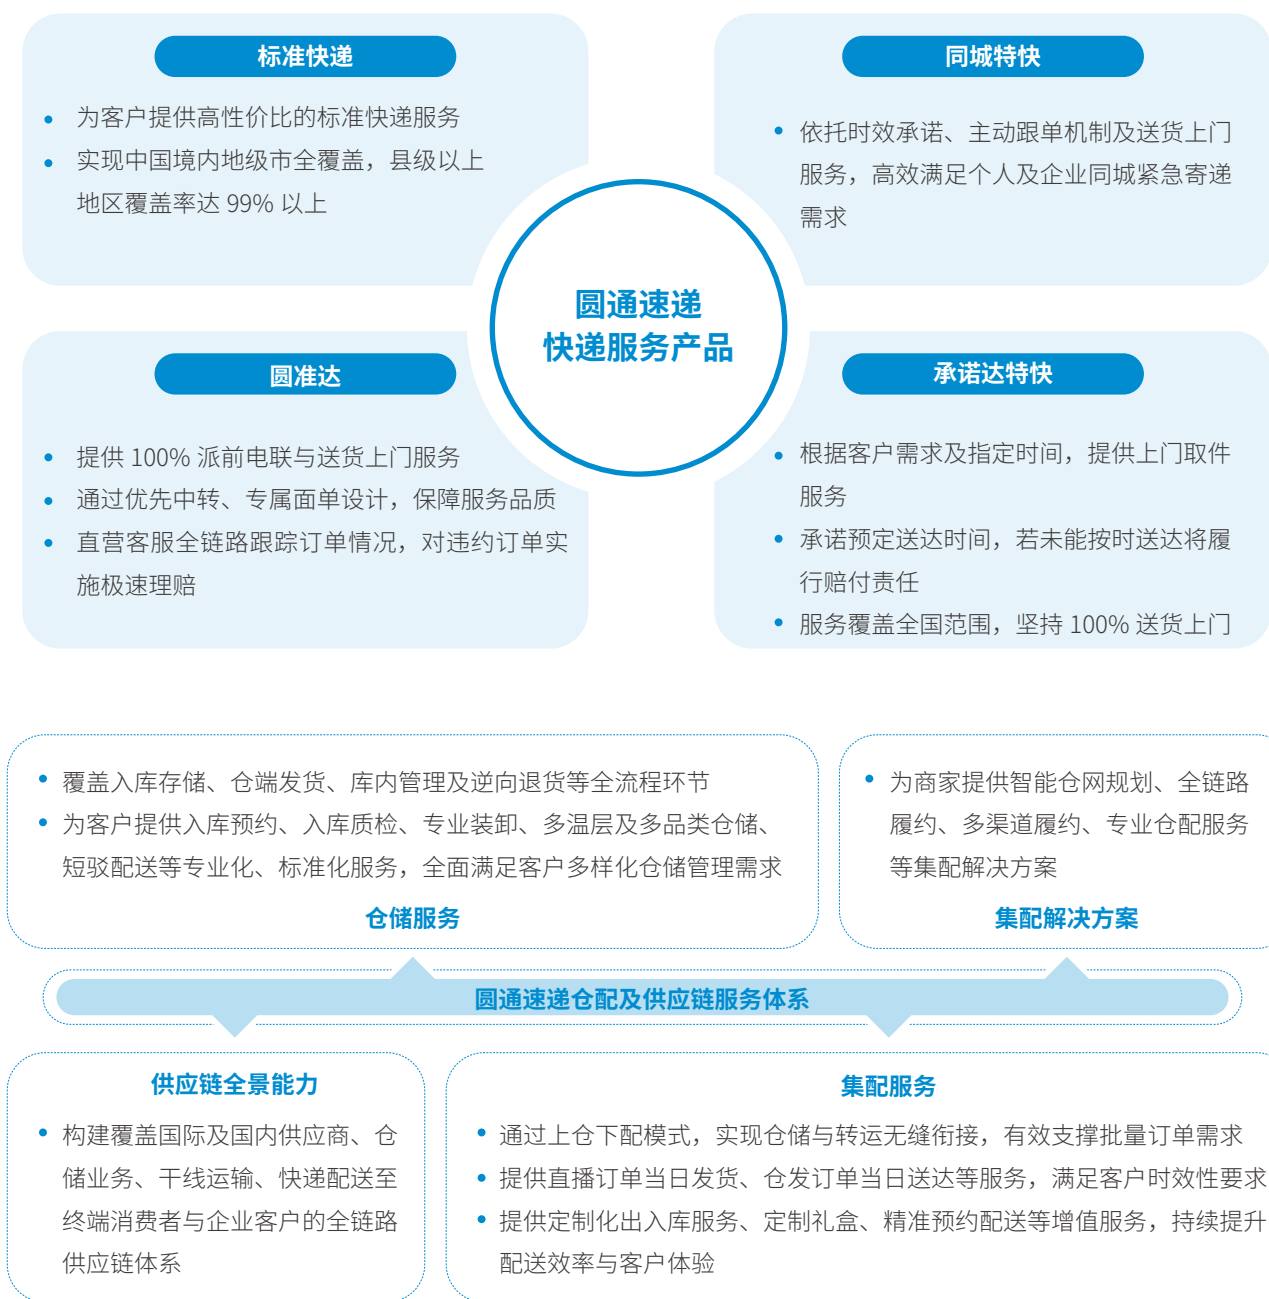 标准快递
为客户提供高性价比的标准快递服务
实现中国境内地级市全覆盖，县级以上
地区覆盖率达 99% 以上
同城特快
依托时效承诺、主动跟单机制及送货上门
服务，高效满足个人及企业同城紧急寄递
需求
圆通速递
快递服务产品
圆准达
提供 100% 派前电联与送货上门服务
通过优先中转、专属面单设计，保障服务品质
直营客服全链路跟踪订单情况，对违约订单实
施极速理赔
承诺达特快
根据客户需求及指定时间，提供上门取件
服务
承诺预定送达时间，若未能按时送达将履
行赔付责任
服务覆盖全国范围，坚持 100% 送货上门
覆盖入库存储、仓端发货、库内管理及逆向退货等全流程环节
为客户提供入库预约、入库质检、专业装卸、多温层及多品类仓储、
短驳配送等专业化、标准化服务，全面满足客户多样化仓储管理需求
仓储服务
为商家提供智能仓网规划、全链路
履约、多渠道履约、专业仓配服务
等集配解决方案
集配解决方案
圆通速递仓配及供应链服务体系
供应链全景能力
构建覆盖国际及国内供应商、仓
储业务、干线运输、快递配送至
终端消费者与企业客户的全链路
供应链体系
集配服务
通过上仓下配模式，实现仓储与转运无缝衔接，有效支撑批量订单需求
提供直播订单当日发货、仓发订单当日送达等服务，满足客户时效性要求
提供定制化出入库服务、定制礼盒、精准预约配送等增值服务，持续提升
配送效率与客户体验